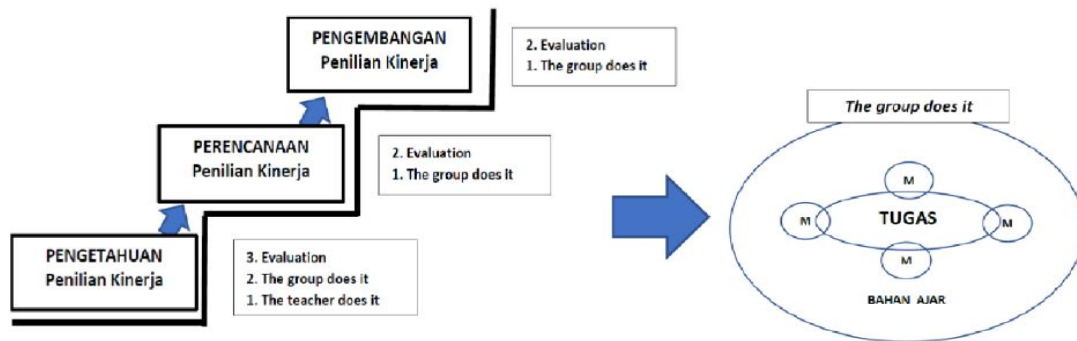 PENGEMBANGAN
Penilian Kinerja
2. Evaluation
1. The group does it
PERENCANAAN
Penilian Kinerja
2. Evaluation
1. The group does it
PENGETAHUAN
Penilian Kinerja
3. Evaluation
2. The group does it
1. The teacher does it
The group does it
M
M
TUGAS
M
M
BAHAN AJAR